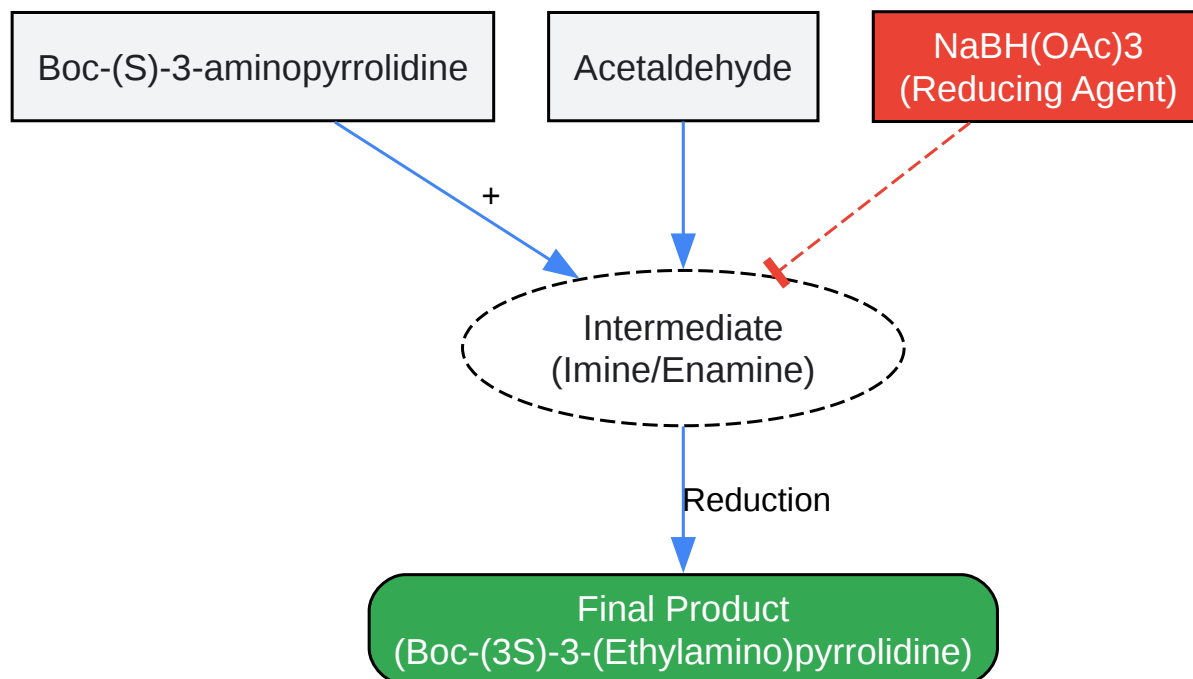 Boc-(S)-3-aminopyrrolidine
Acetaldehyde
NaBH(OAc)3
(Reducing Agent)
+
Intermediate
(Imine/Enamine)
Reduction
Final Product
(Boc-(3S)-3-(Ethylamino)pyrrolidine)